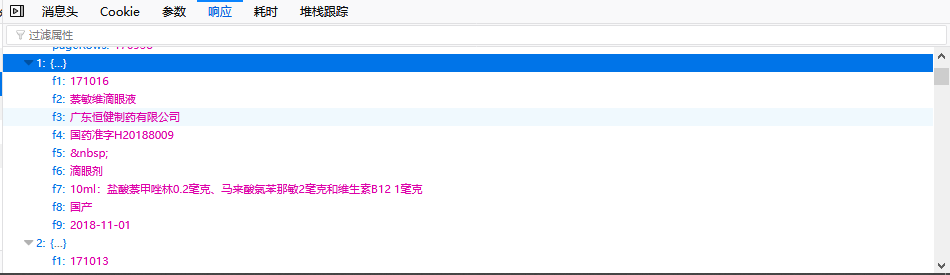 消息头 Cookie 参数 响应 耗时 堆栈跟踪
过滤属性
1: {…}
f1: 171016
f2: 萘敏维滴眼液
f3: 广东恒健制药有限公司
f4: 国药准字H20188009
f5: &nbsp;
f6: 滴眼剂
f7: 10ml：盐酸萘甲唑林0.2毫克、马来酸氯苯那敏2毫克和维生素B12 1毫克
f8: 国产
f9: 2018-11-01
2: {…}
f1: 171013